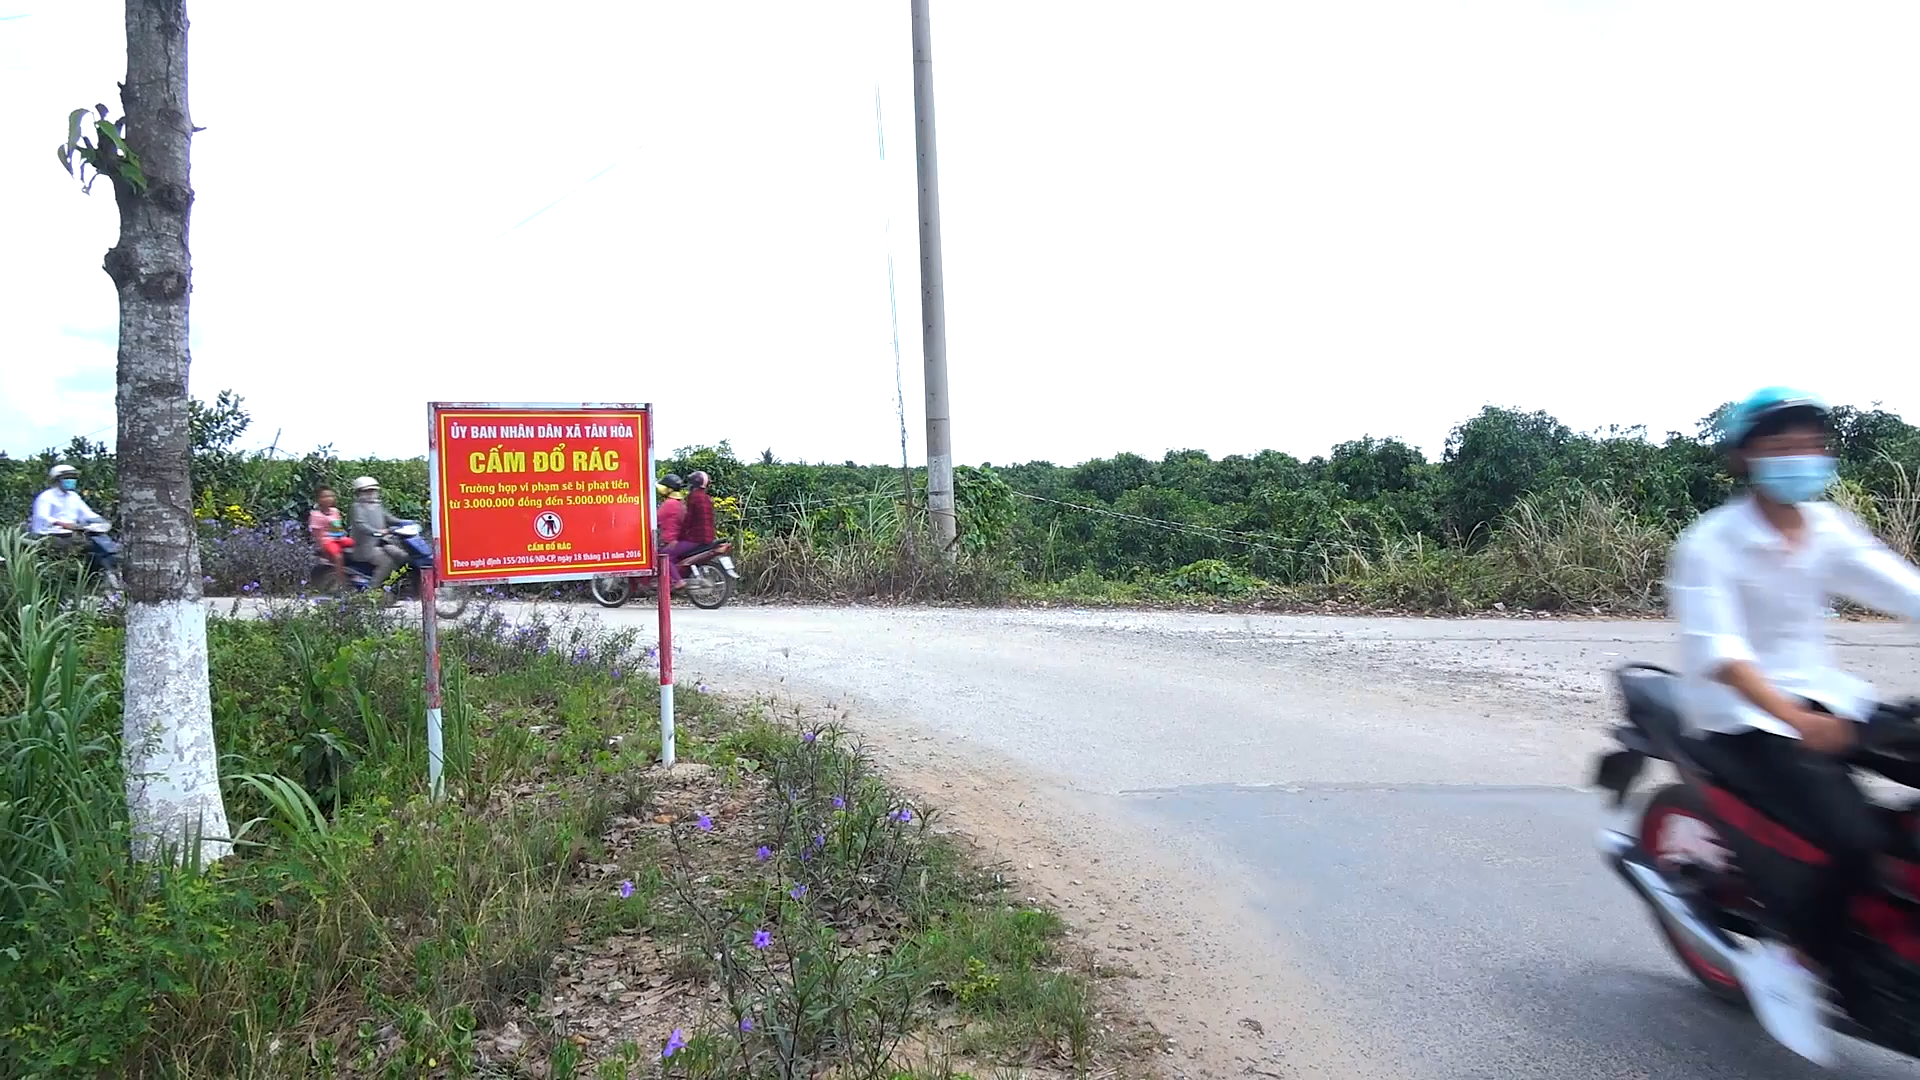 ỦY BAN NHÂN DÂN XÃ TÂN HÒA
CẤM ĐỔ RÁC
Trường hợp vi phạm sẽ bị phạt tiền
từ 3.000.000 đồng đến 5.000.000 đồng
CẤM ĐỔ RÁC
Theo nghị định 155/2016/NĐ-CP, ngày 18 tháng 11 năm 2016